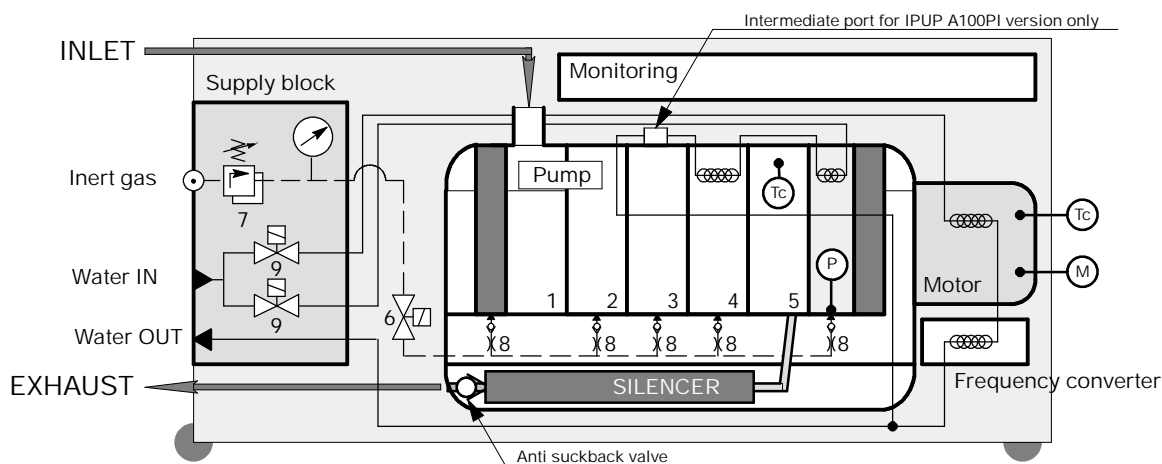 Intermediate port for IPUP A100PI version only
INLET
Monitoring
Supply block
Pump
Inert gas
Tc
7
Tc
P
Water IN
9
M
Motor
1
2
3
4
5
9
6
Water OUT
8
8
8
8
8
EXHAUST
SILENCER
Frequency converter
Anti suckback valve